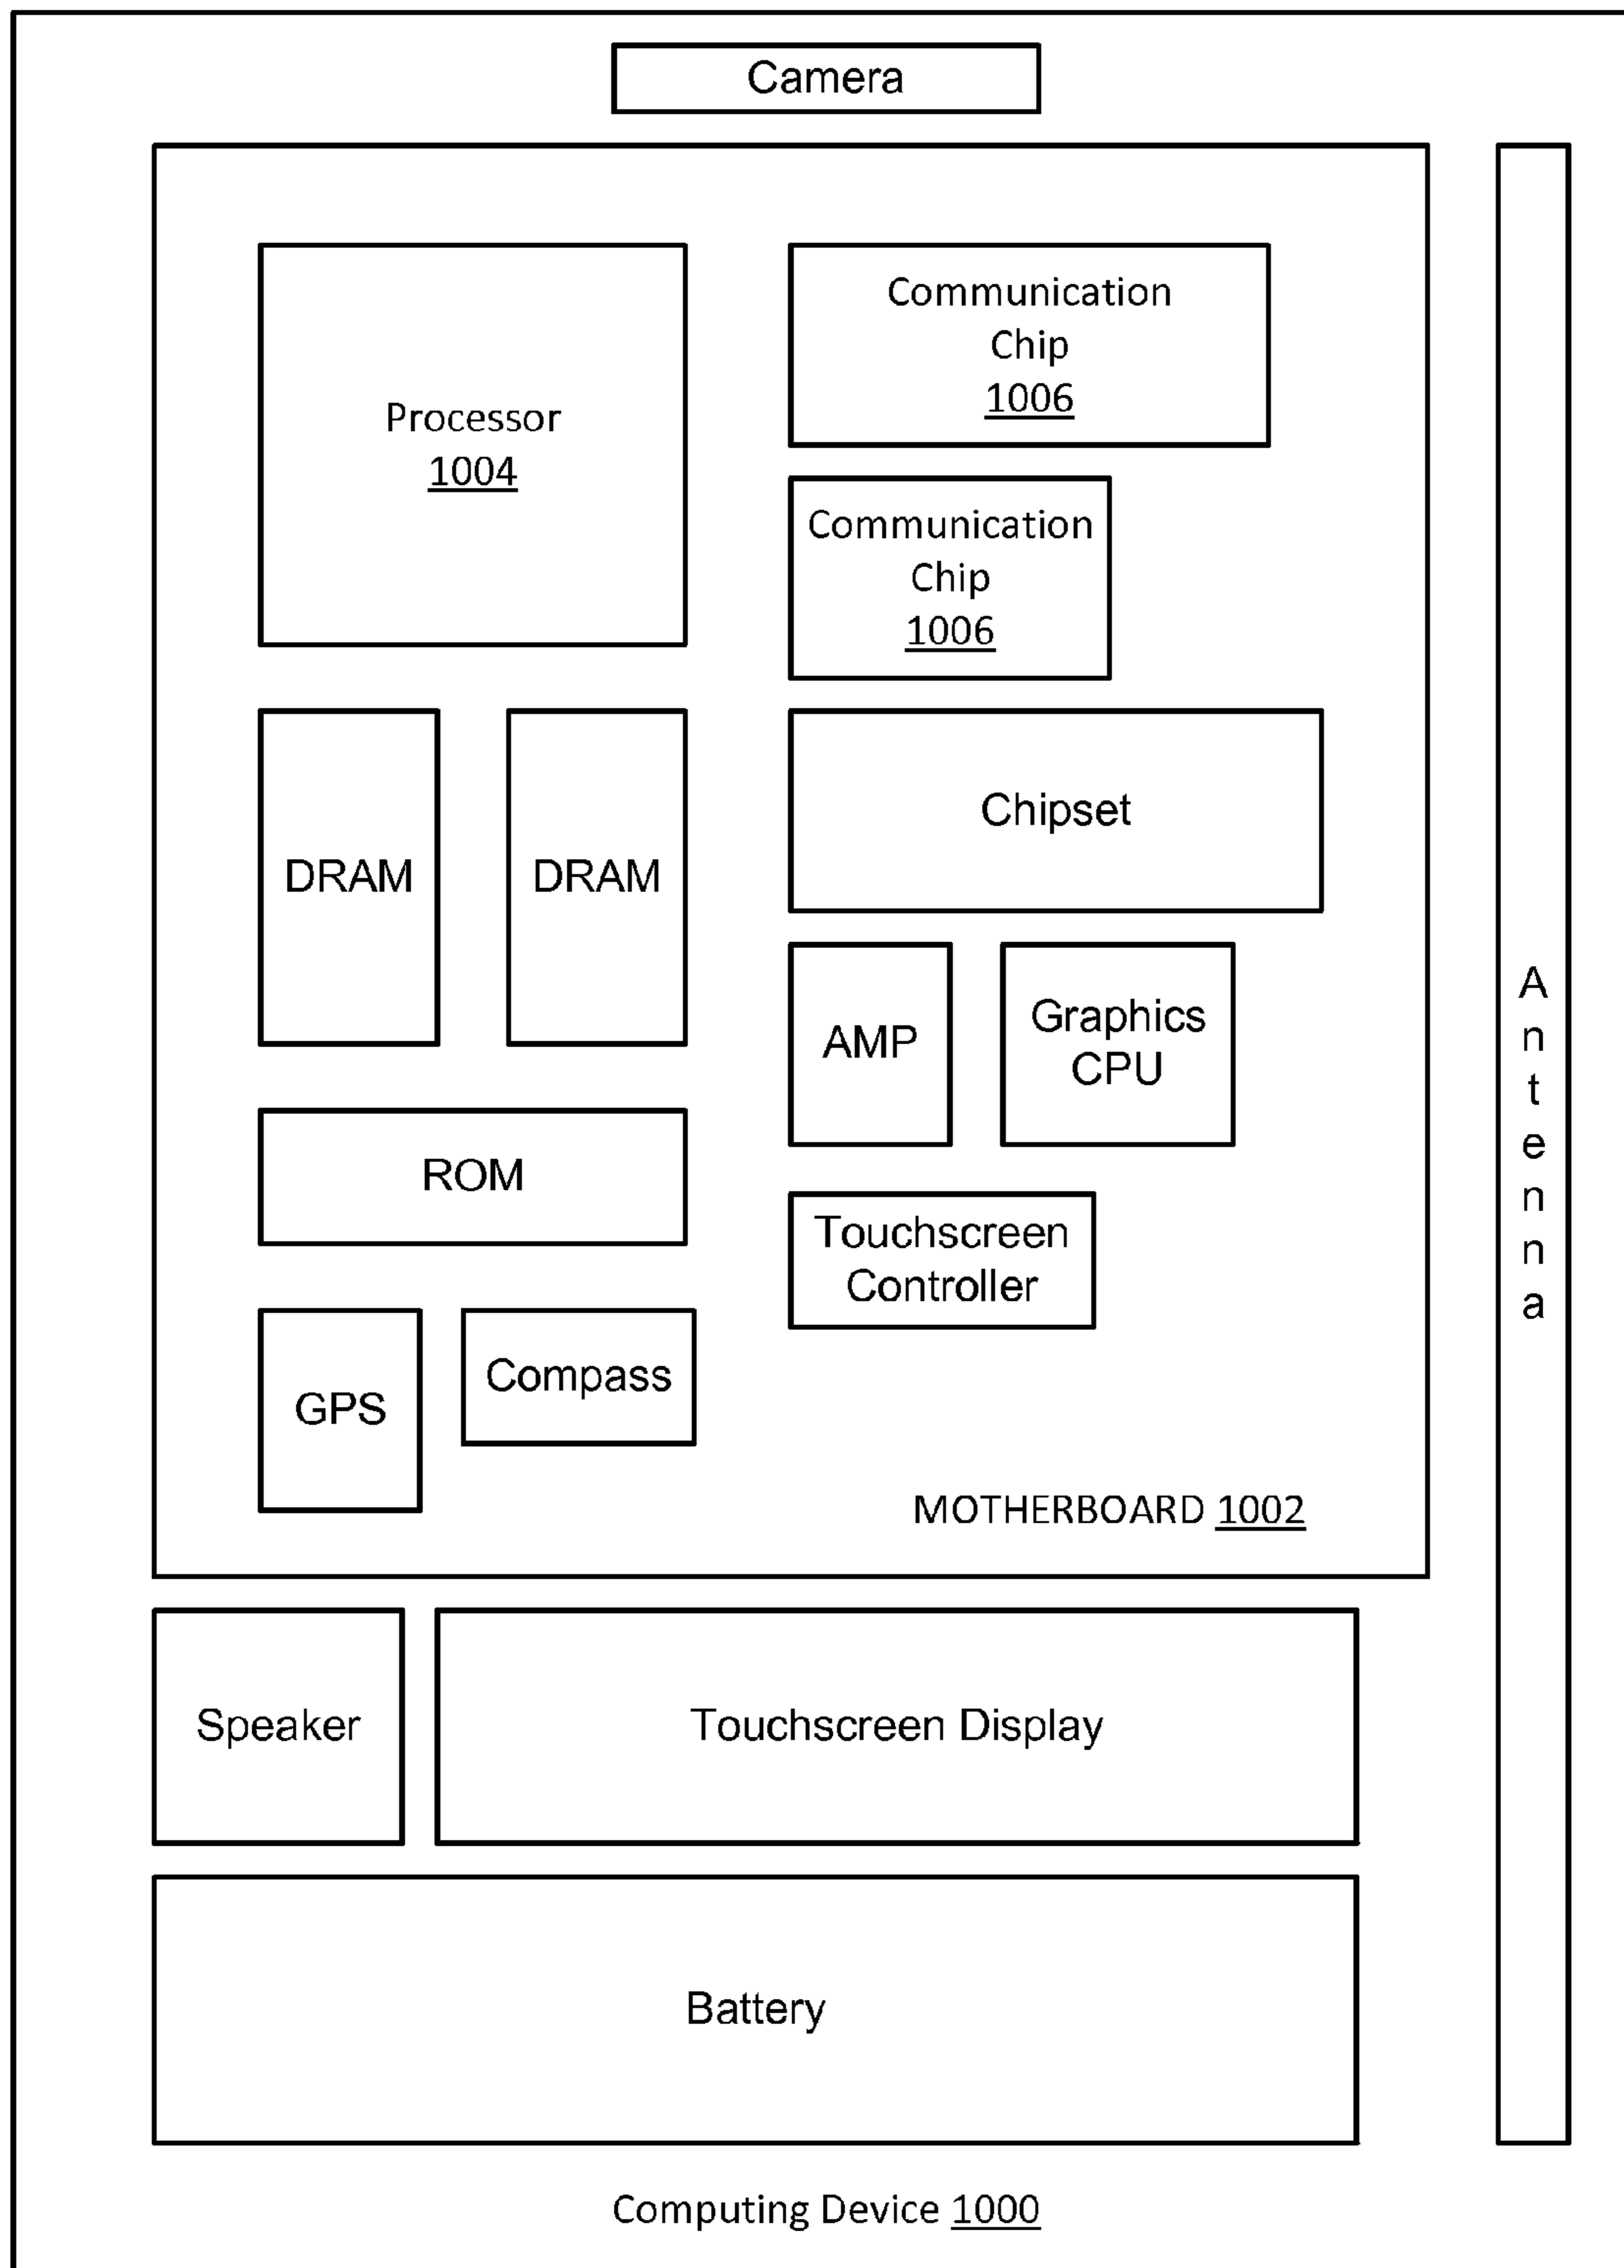 Camera
Processor
1004
Communication
Chip
1006
Communication
Chip
1006
DRAM
DRAM
Chipset
AMP
Graphics
CPU
ROM
Touchscreen
Controller
GPS
Compass
MOTHERBOARD 1002
Antenna
Speaker
Touchscreen Display
Battery
Computing Device 1000